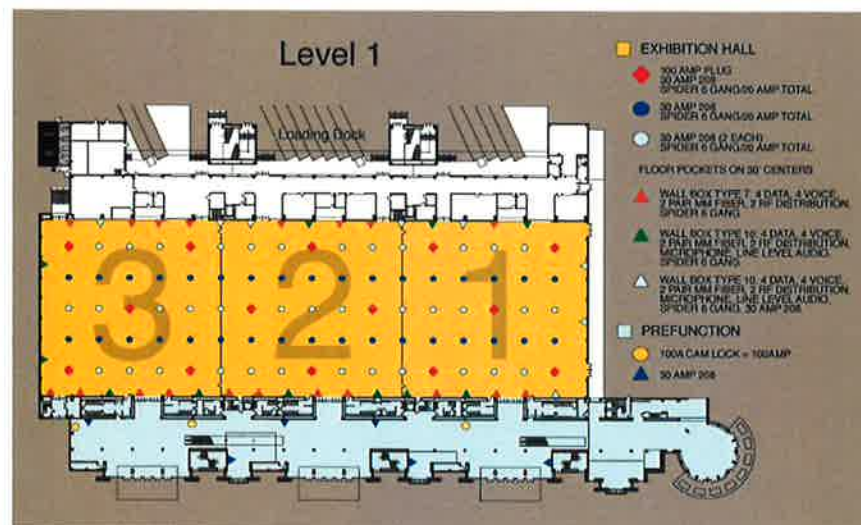 Level 1
EXHIBITION HALL
100 AMP PLUG
30 AMP 208
SPIDER 6 GANG/20 AMP TOTAL
30 AMP 208
SPIDER 6 GANG/20 AMP TOTAL
30 AMP 208 (2 EACH)
SPIDER 6 GANG/20 AMP TOTAL
FLOOR POCKETS ON 30' CENTERS
WALL BOX TYPE 7: 4 DATA, 4 VOICE,
2 PAIR MM FIBER, 2 RF DISTRIBUTION,
SPIDER 6 GANG
WALL BOX TYPE 10: 4 DATA, 4 VOICE,
2 PAIR MM FIBER, 2 RF DISTRIBUTION,
MICROPHONE, LINE LEVEL AUDIO,
SPIDER 6 GANG
WALL BOX TYPE 10: 4 DATA, 4 VOICE,
2 PAIR MM FIBER, 2 RF DISTRIBUTION,
MICROPHONE, LINE LEVEL AUDIO,
SPIDER 6 GANG, 30 AMP 208
PREFUNCTION
100A CAM LOCK = 100AMP
30 AMP 208
Loading Dock
3 2 1